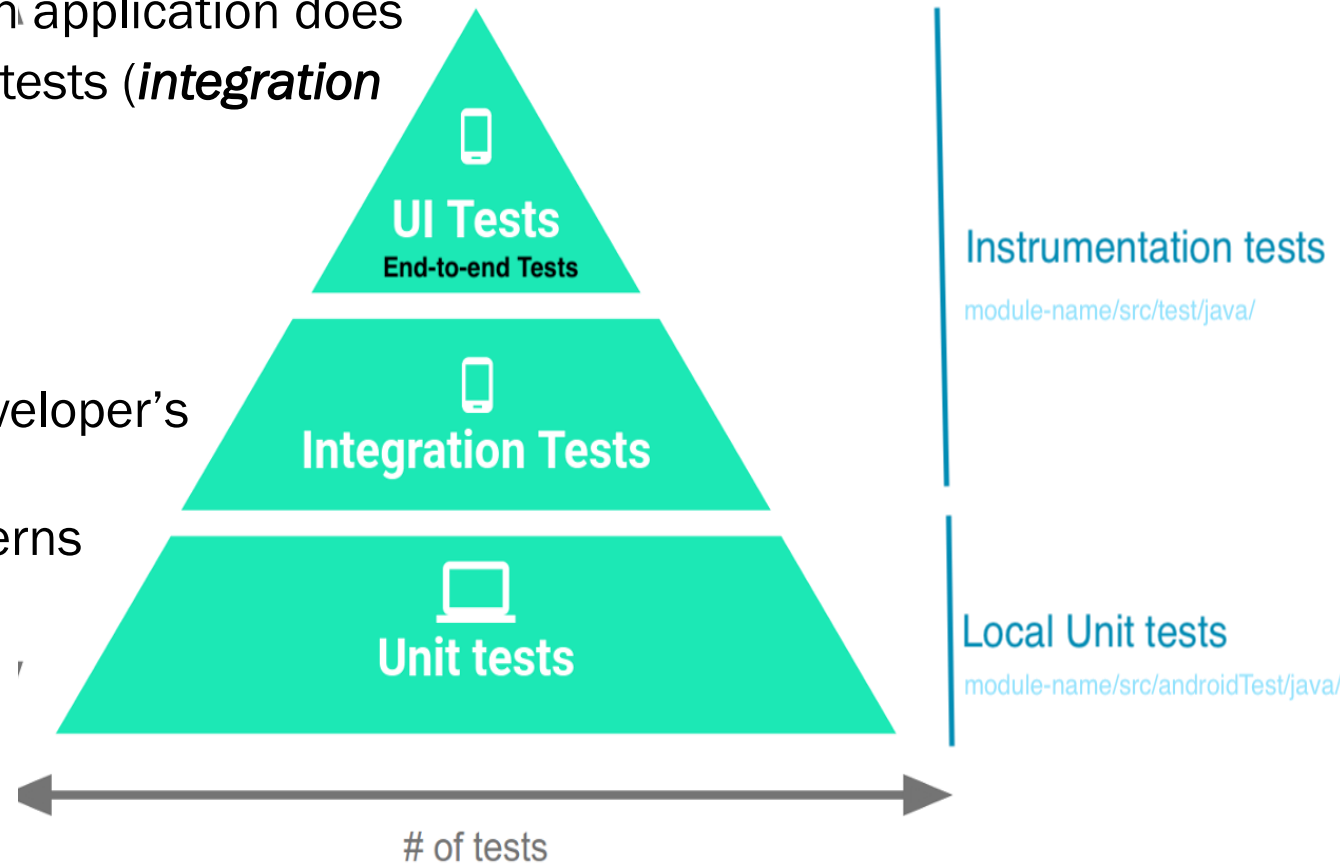 application does
tests (integration
UI Tests
End-to-end Tests
Instrumentation tests
module-name/src/test/java/
veloper's
Integration Tests
erns
Unit tests
Local Unit tests
module-name/src/androidTest/java/
# of tests